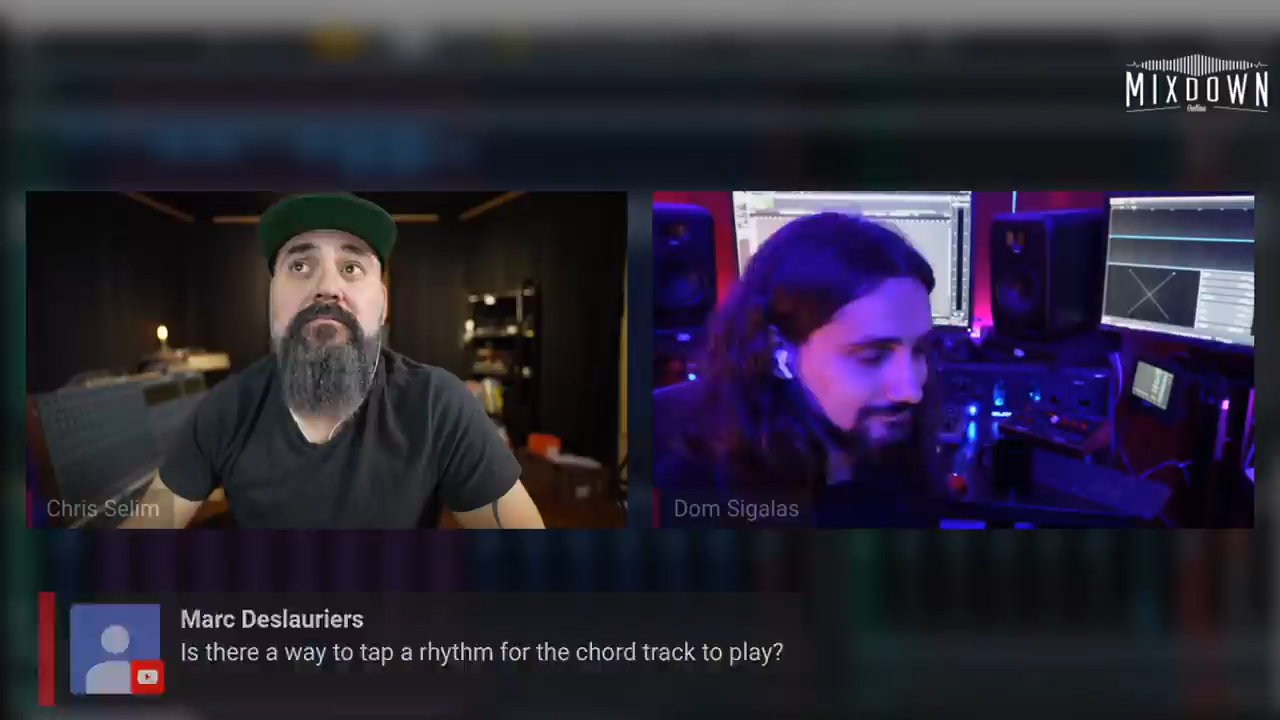 MIXDOWN
Online
Chris Selim
Dom Sigalas
Marc Deslauriers
Is there a way to tap a rhythm for the chord track to play?